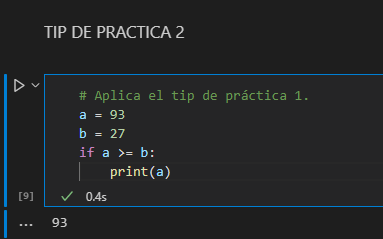 TIP DE PRACTICA 2
# Aplica el tip de práctica 1.
a = 93
b = 27
if a >= b:
    print(a)
[9] ✓ 0.4s
... 93